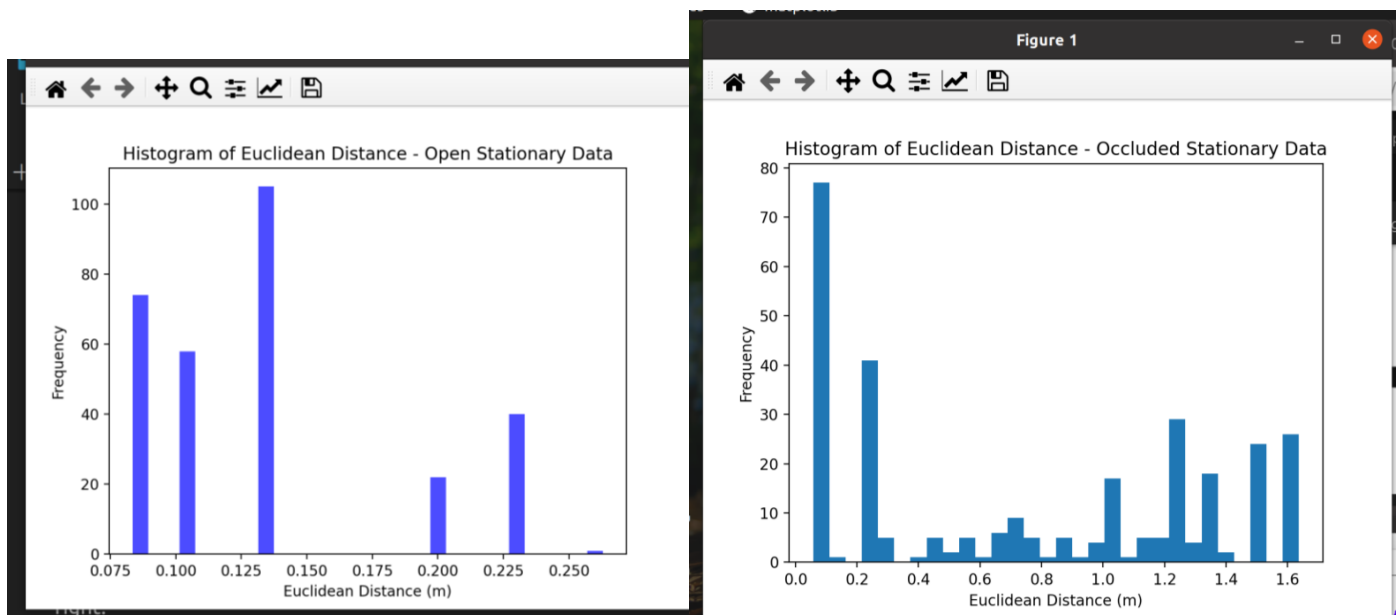 Figure 1
Histogram of Euclidean Distance - Open Stationary Data
Frequency
100
80
60
40
20
0
0.075 0.100 0.125 0.150 0.175 0.200 0.225 0.250
Euclidean Distance (m)
Histogram of Euclidean Distance - Occluded Stationary Data
Frequency
80
70
60
50
40
30
20
10
0
0.0 0.2 0.4 0.6 0.8 1.0 1.2 1.4 1.6
Euclidean Distance (m)